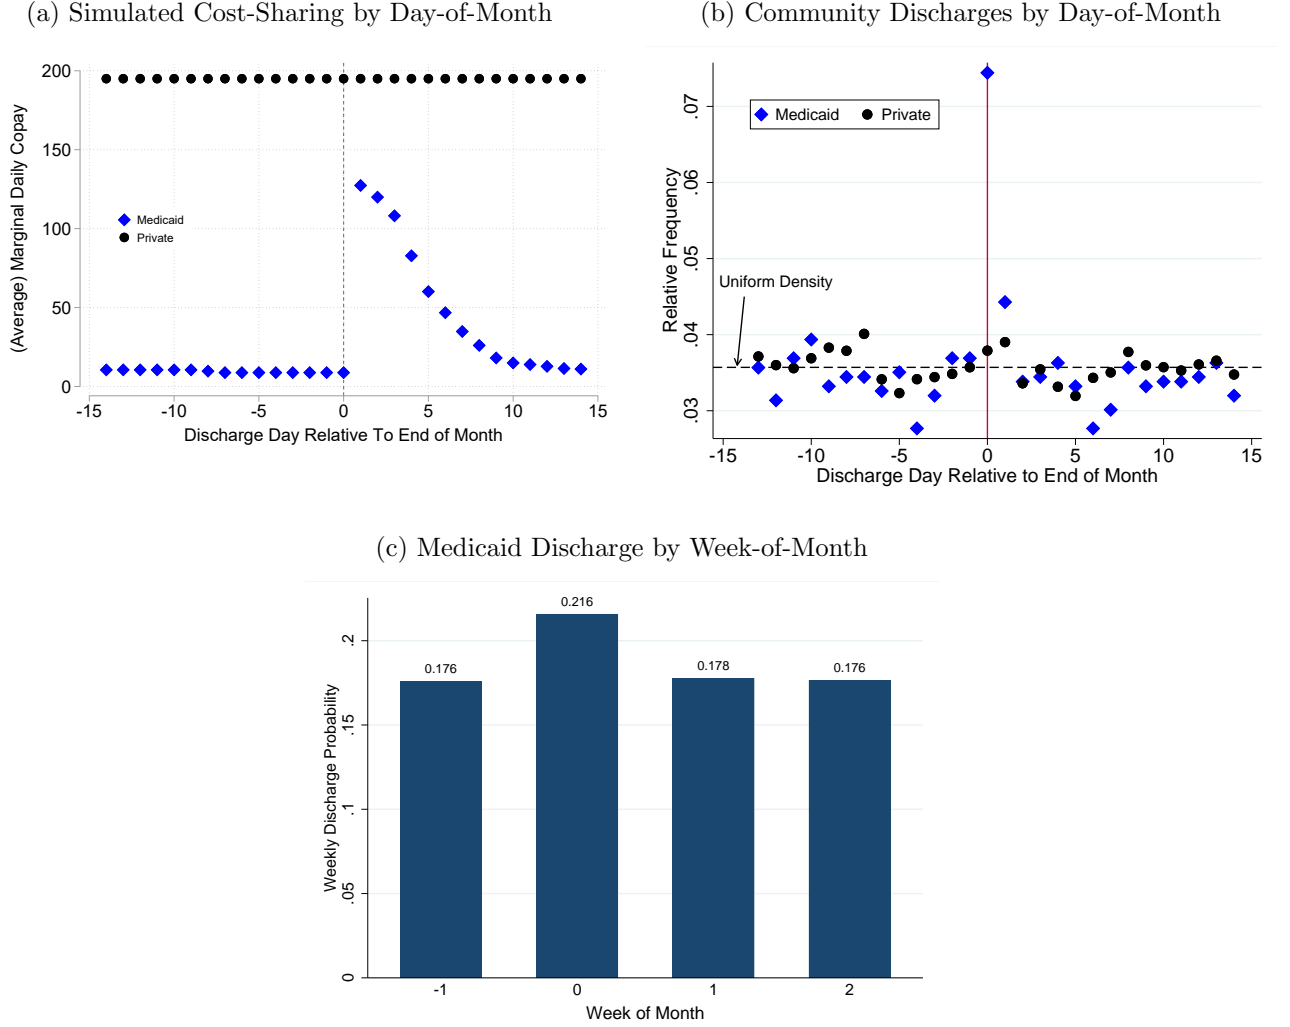 (a) Simulated Cost-Sharing by Day-of-Month
(Average) Marginal Daily Copay
200
150
100
50
0
Medicaid
Private
-15
-10
-5
0
5
10
15
Discharge Day Relative To End of Month
(b) Community Discharges by Day-of-Month
Relative Frequency
.07
.06
.05
.04
.03
Medicaid
Private
Uniform Density
-15
-10
-5
0
5
10
15
Discharge Day Relative to End of Month
(c) Medicaid Discharge by Week-of-Month
Weekly Discharge Probability
.2
.15
.1
.05
0
0.176
0.216
0.178
0.176
-1
0
1
2
Week of Month